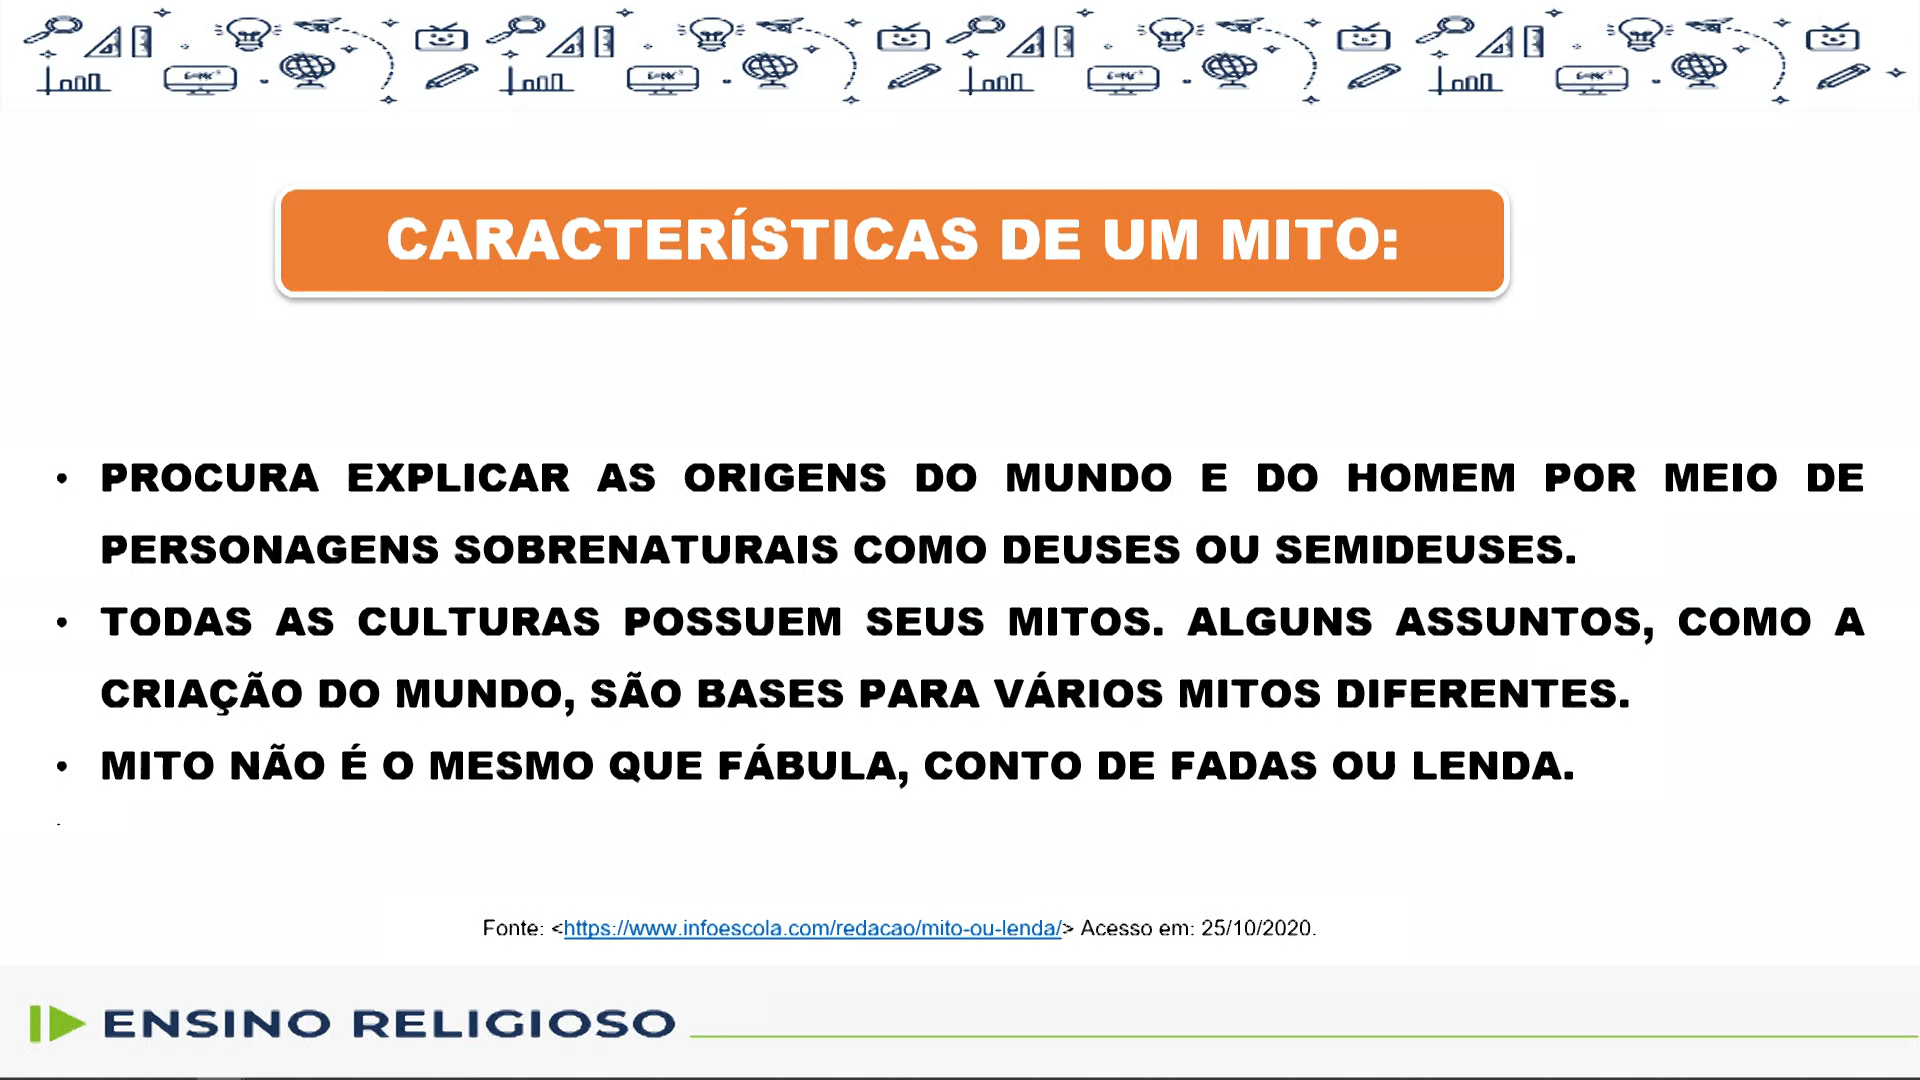 CARACTERÍSTICAS DE UM MITO:
• PROCURA EXPLICAR AS ORIGENS DO MUNDO E DO HOMEM POR MEIO DE
PERSONAGENS SOBRENATURAIS COMO DEUSES OU SEMIDEUSES.
• TODAS AS CULTURAS POSSUEM SEUS MITOS. ALGUNS ASSUNTOS, COMO A
CRIAÇÃO DO MUNDO, SÃO BASES PARA VÁRIOS MITOS DIFERENTES.
• MITO NÃO É O MESMO QUE FÁBULA, CONTO DE FADAS OU LENDA.
Fonte: <https://www.infoescola.com/redacao/mito-ou-lenda/> Acesso em: 25/10/2020.
ENSINO RELIGIOSO